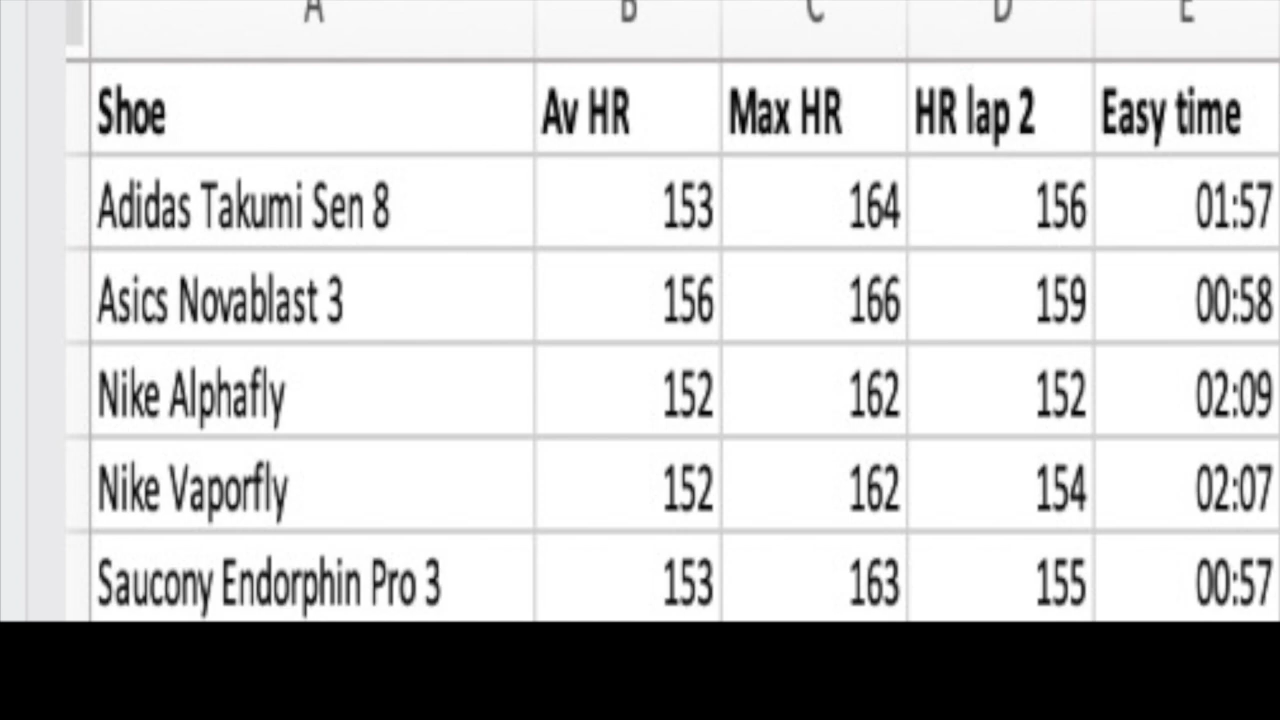 A B C D E
Shoe Av HR Max HR HR lap 2 Easy time
Adidas Takumi Sen 8 153 164 156 01:57
Asics Novablast 3 156 166 159 00:58
Nike Alphafly 152 162 152 02:09
Nike Vaporfly 152 162 154 02:07
Saucony Endorphin Pro 3 153 163 155 00:57